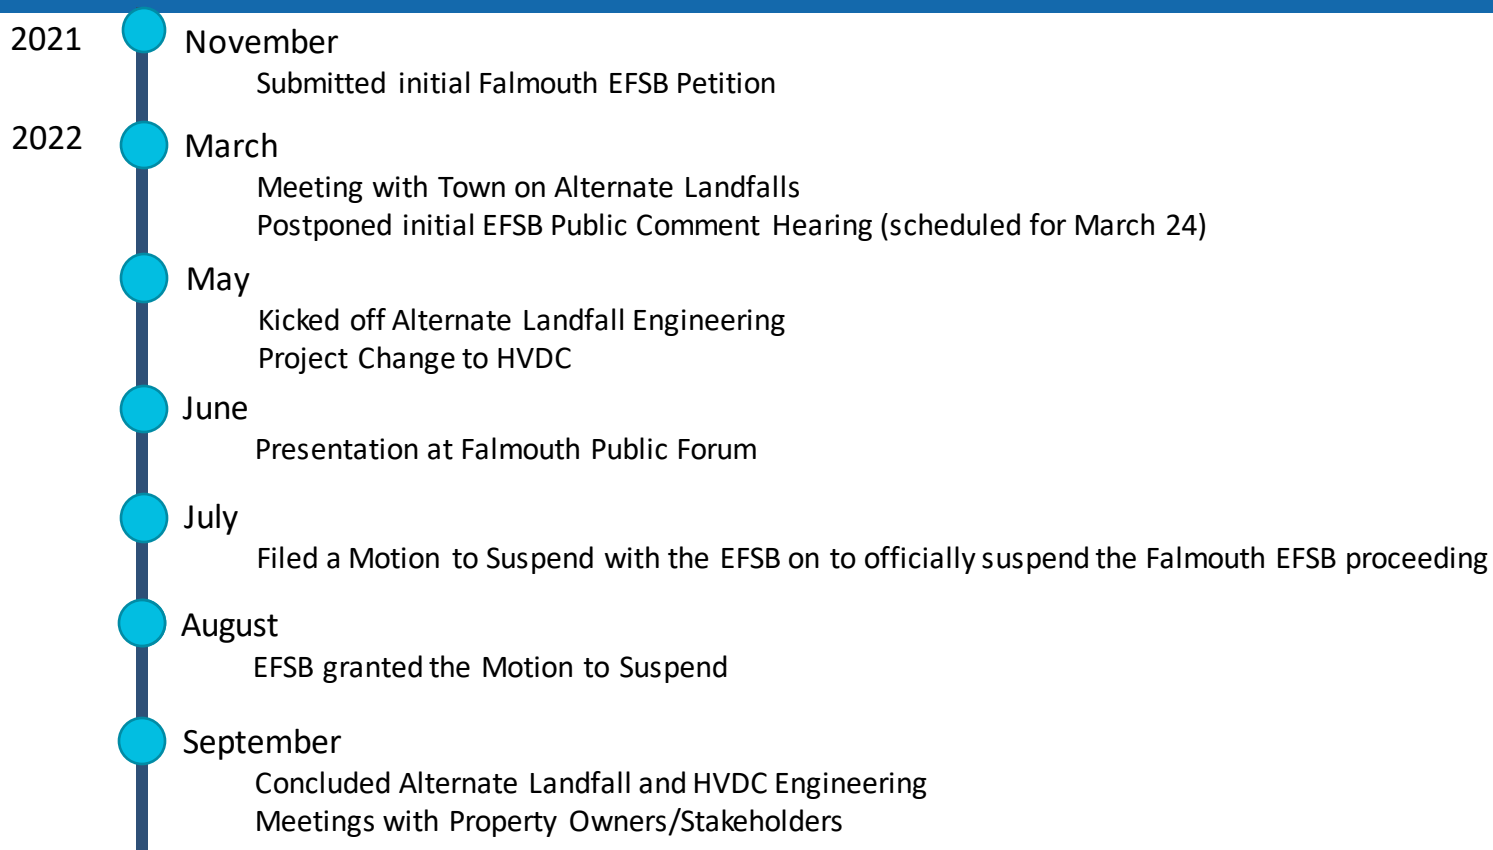 2021
November
Submitted initial Falmouth EFSB Petition
2022
March
Meeting with Town on Alternate Landfalls
Postponed initial EFSB Public Comment Hearing (scheduled for March 24)
May
Kicked off Alternate Landfall Engineering
Project Change to HVDC
June
Presentation at Falmouth Public Forum
July
Filed a Motion to Suspend with the EFSB on to officially suspend the Falmouth EFSB proceeding
August
EFSB granted the Motion to Suspend
September
Concluded Alternate Landfall and HVDC Engineering
Meetings with Property Owners/Stakeholders